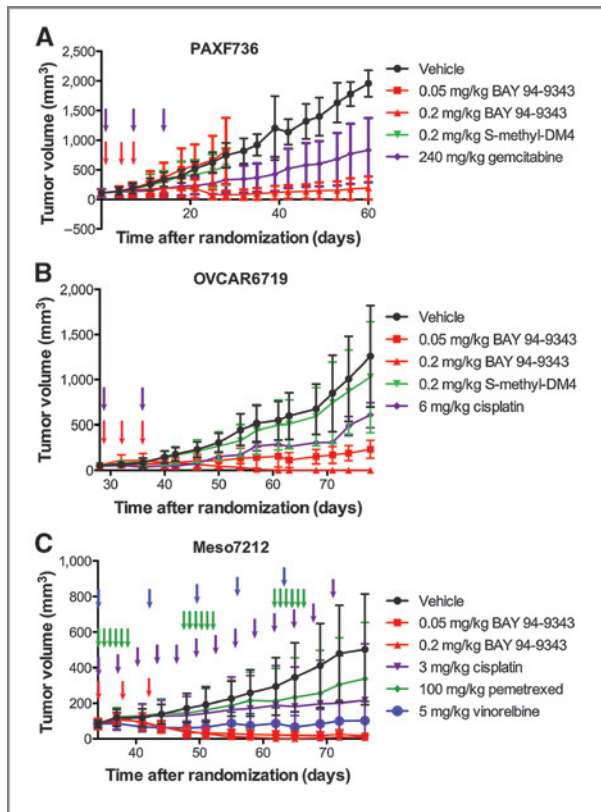 A
PAXF736
Tumor volume (mm³)
2,500
2,000
1,500
1,000
500
0
−500
20
40
60
Time after randomization (days)
Vehicle
0.05 mg/kg BAY 94-9343
0.2 mg/kg BAY 94-9343
0.2 mg/kg S-methyl-DM4
240 mg/kg gemcitabine
B
OVCAR6719
Tumor volume (mm³)
2,000
1,500
1,000
500
0
30
40
50
60
70
Time after randomization (days)
Vehicle
0.05 mg/kg BAY 94-9343
0.2 mg/kg BAY 94-9343
0.2 mg/kg S-methyl-DM4
6 mg/kg cisplatin
C
Meso7212
Tumor volume (mm³)
1,000
800
600
400
200
0
40
50
60
70
Time after randomization (days)
Vehicle
0.05 mg/kg BAY 94-9343
0.2 mg/kg BAY 94-9343
3 mg/kg cisplatin
100 mg/kg pemetrexed
5 mg/kg vinorelbine